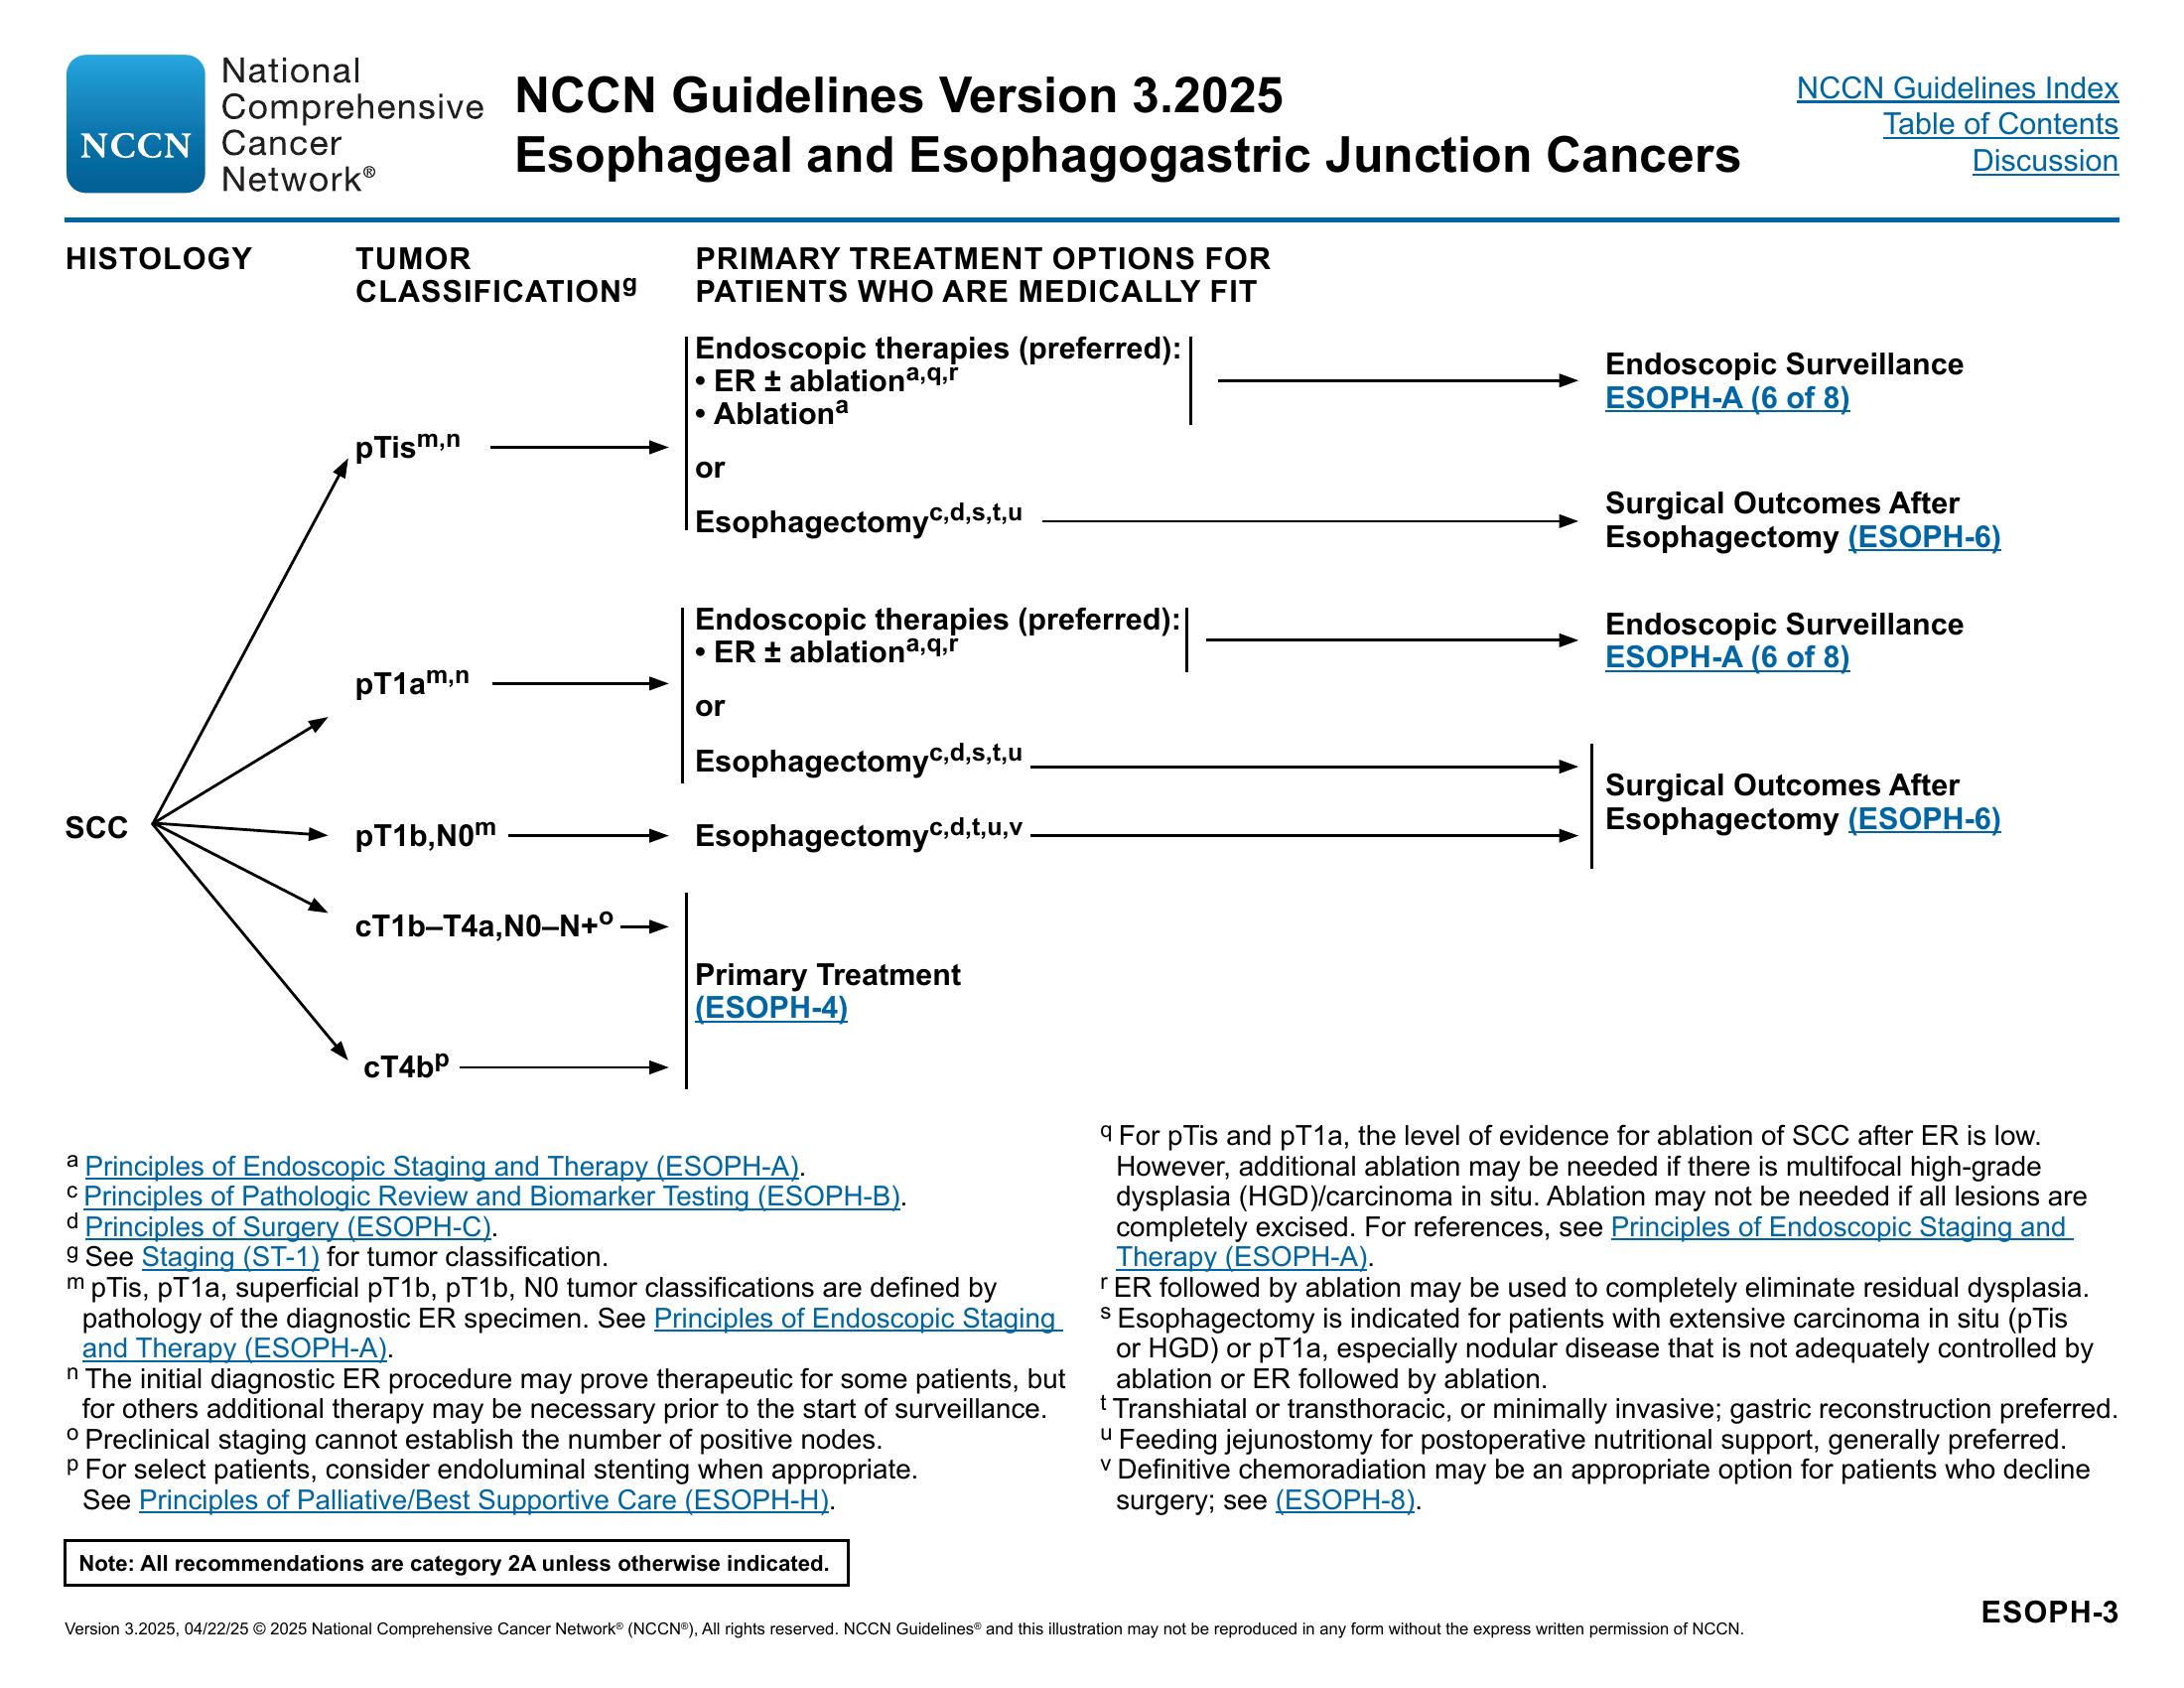 NCCN
National
Comprehensive
Cancer
Network®
NCCN Guidelines Version 3.2025
Esophageal and Esophagogastric Junction Cancers
NCCN Guidelines Index
Table of Contents
Discussion
HISTOLOGY
TUMOR
CLASSIFICATIONg
PRIMARY TREATMENT OPTIONS FOR
PATIENTS WHO ARE MEDICALLY FIT
SCC
pTism,n
Endoscopic therapies (preferred):
• ER ± ablationa,q,r
• Ablationa
or
Esophagectomyc,d,s,t,u
Endoscopic Surveillance
ESOPH-A (6 of 8)
Surgical Outcomes After
Esophagectomy (ESOPH-6)
pT1am,n
Endoscopic therapies (preferred):
• ER ± ablationa,q,r
or
Esophagectomyc,d,s,t,u
Endoscopic Surveillance
ESOPH-A (6 of 8)
pT1b,N0m
Esophagectomyc,d,t,u,v
Surgical Outcomes After
Esophagectomy (ESOPH-6)
cT1b–T4a,N0–N+o
cT4bp
Primary Treatment
(ESOPH-4)
a Principles of Endoscopic Staging and Therapy (ESOPH-A).
c Principles of Pathologic Review and Biomarker Testing (ESOPH-B).
d Principles of Surgery (ESOPH-C).
g See Staging (ST-1) for tumor classification.
m pTis, pT1a, superficial pT1b, pT1b, N0 tumor classifications are defined by
pathology of the diagnostic ER specimen. See Principles of Endoscopic Staging
and Therapy (ESOPH-A).
n The initial diagnostic ER procedure may prove therapeutic for some patients, but
for others additional therapy may be necessary prior to the start of surveillance.
o Preclinical staging cannot establish the number of positive nodes.
p For select patients, consider endoluminal stenting when appropriate.
See Principles of Palliative/Best Supportive Care (ESOPH-H).
q For pTis and pT1a, the level of evidence for ablation of SCC after ER is low.
However, additional ablation may be needed if there is multifocal high-grade
dysplasia (HGD)/carcinoma in situ. Ablation may not be needed if all lesions are
completely excised. For references, see Principles of Endoscopic Staging and
Therapy (ESOPH-A).
r ER followed by ablation may be used to completely eliminate residual dysplasia.
s Esophagectomy is indicated for patients with extensive carcinoma in situ (pTis
or HGD) or pT1a, especially nodular disease that is not adequately controlled by
ablation or ER followed by ablation.
t Transhiatal or transthoracic, or minimally invasive; gastric reconstruction preferred.
u Feeding jejunostomy for postoperative nutritional support, generally preferred.
v Definitive chemoradiation may be an appropriate option for patients who decline
surgery; see (ESOPH-8).
Note: All recommendations are category 2A unless otherwise indicated.
ESOPH-3
Version 3.2025, 04/22/25 © 2025 National Comprehensive Cancer Network® (NCCN®), All rights reserved. NCCN Guidelines® and this illustration may not be reproduced in any form without the express written permission of NCCN.